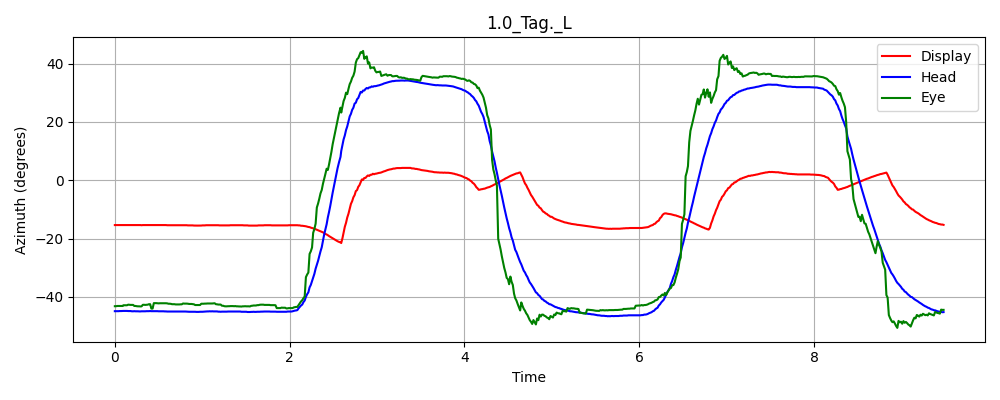 1.0_Tag._L
Display
Head
Eye
40
20
0
−20
−40
Azimuth (degrees)
0 2 4 6 8
Time